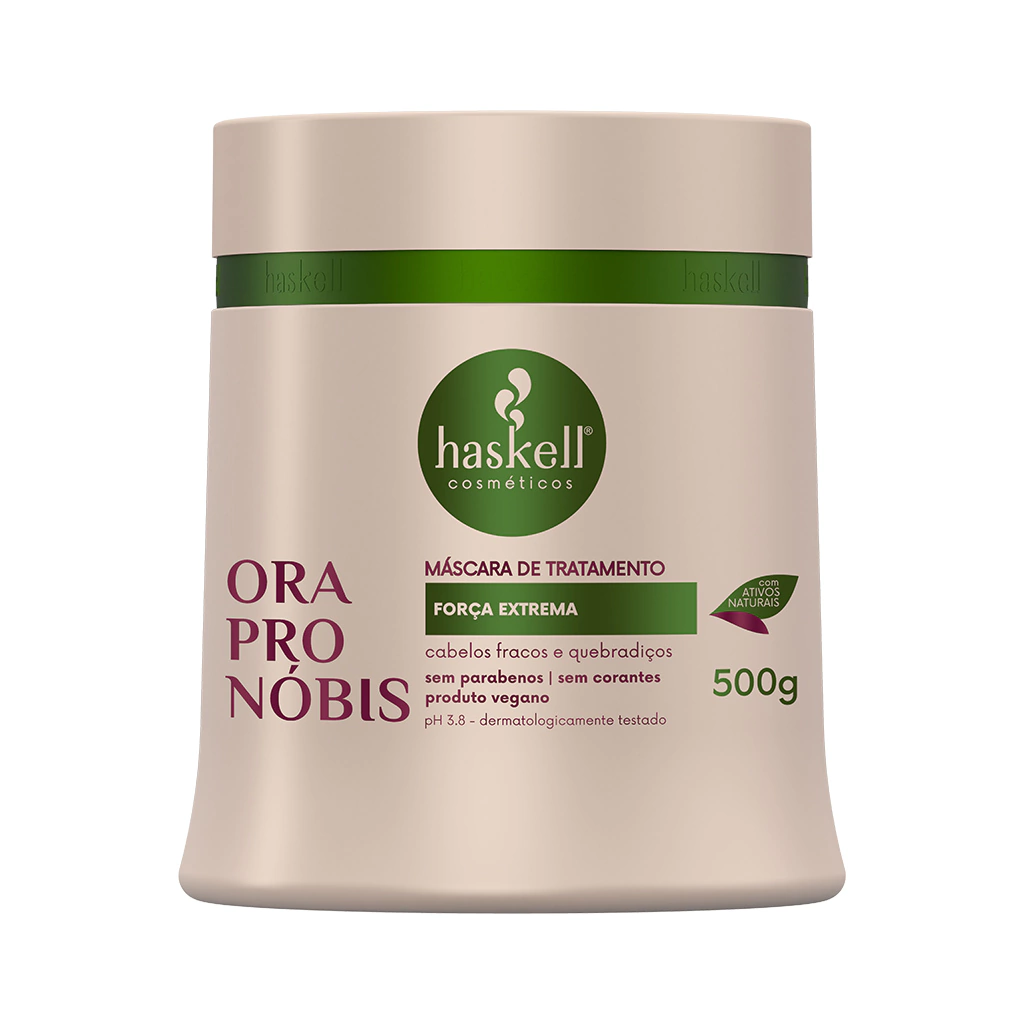 haskell
haskell
haskell®
cosméticos
ORA
PRO
NÓBIS
MÁSCARA DE TRATAMENTO
FORÇA EXTREMA
cabelos fracos e quebradiços
sem parabenos | sem corantes
produto vegano
pH 3.8 - dermatologicamente testado
com
ATIVOS
NATURAIS
500g